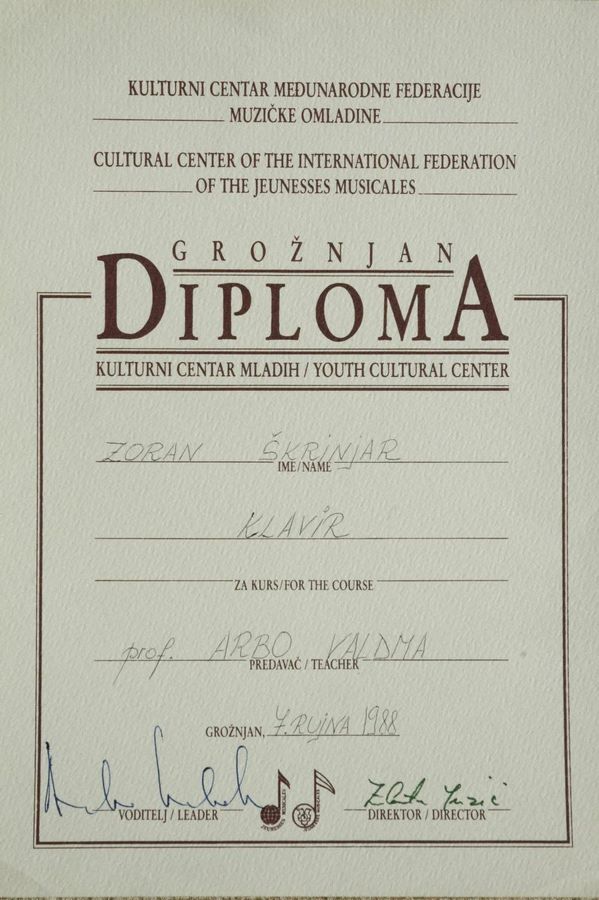 KULTURNI CENTAR MEĐUNARODNE FEDERACIJE
MUZIČKE OMLADINE
CULTURAL CENTER OF THE INTERNATIONAL FEDERATION
OF THE JEUNESSES MUSICALES
GROŽNJAN
DIPLOMA
KULTURNI CENTAR MLADIH / YOUTH CULTURAL CENTER
ZORAN ŠKRINJAR
IME/NAME
KLAVIR
ZA KURS/FOR THE COURSE
prof. ARBO VALDMA
PREDAVAČ / TEACHER
GROŽNJAN, 7. RUJNA 1988
VODITELJ / LEADER
JEUNESSES MUSICALES
DIREKTOR / DIRECTOR